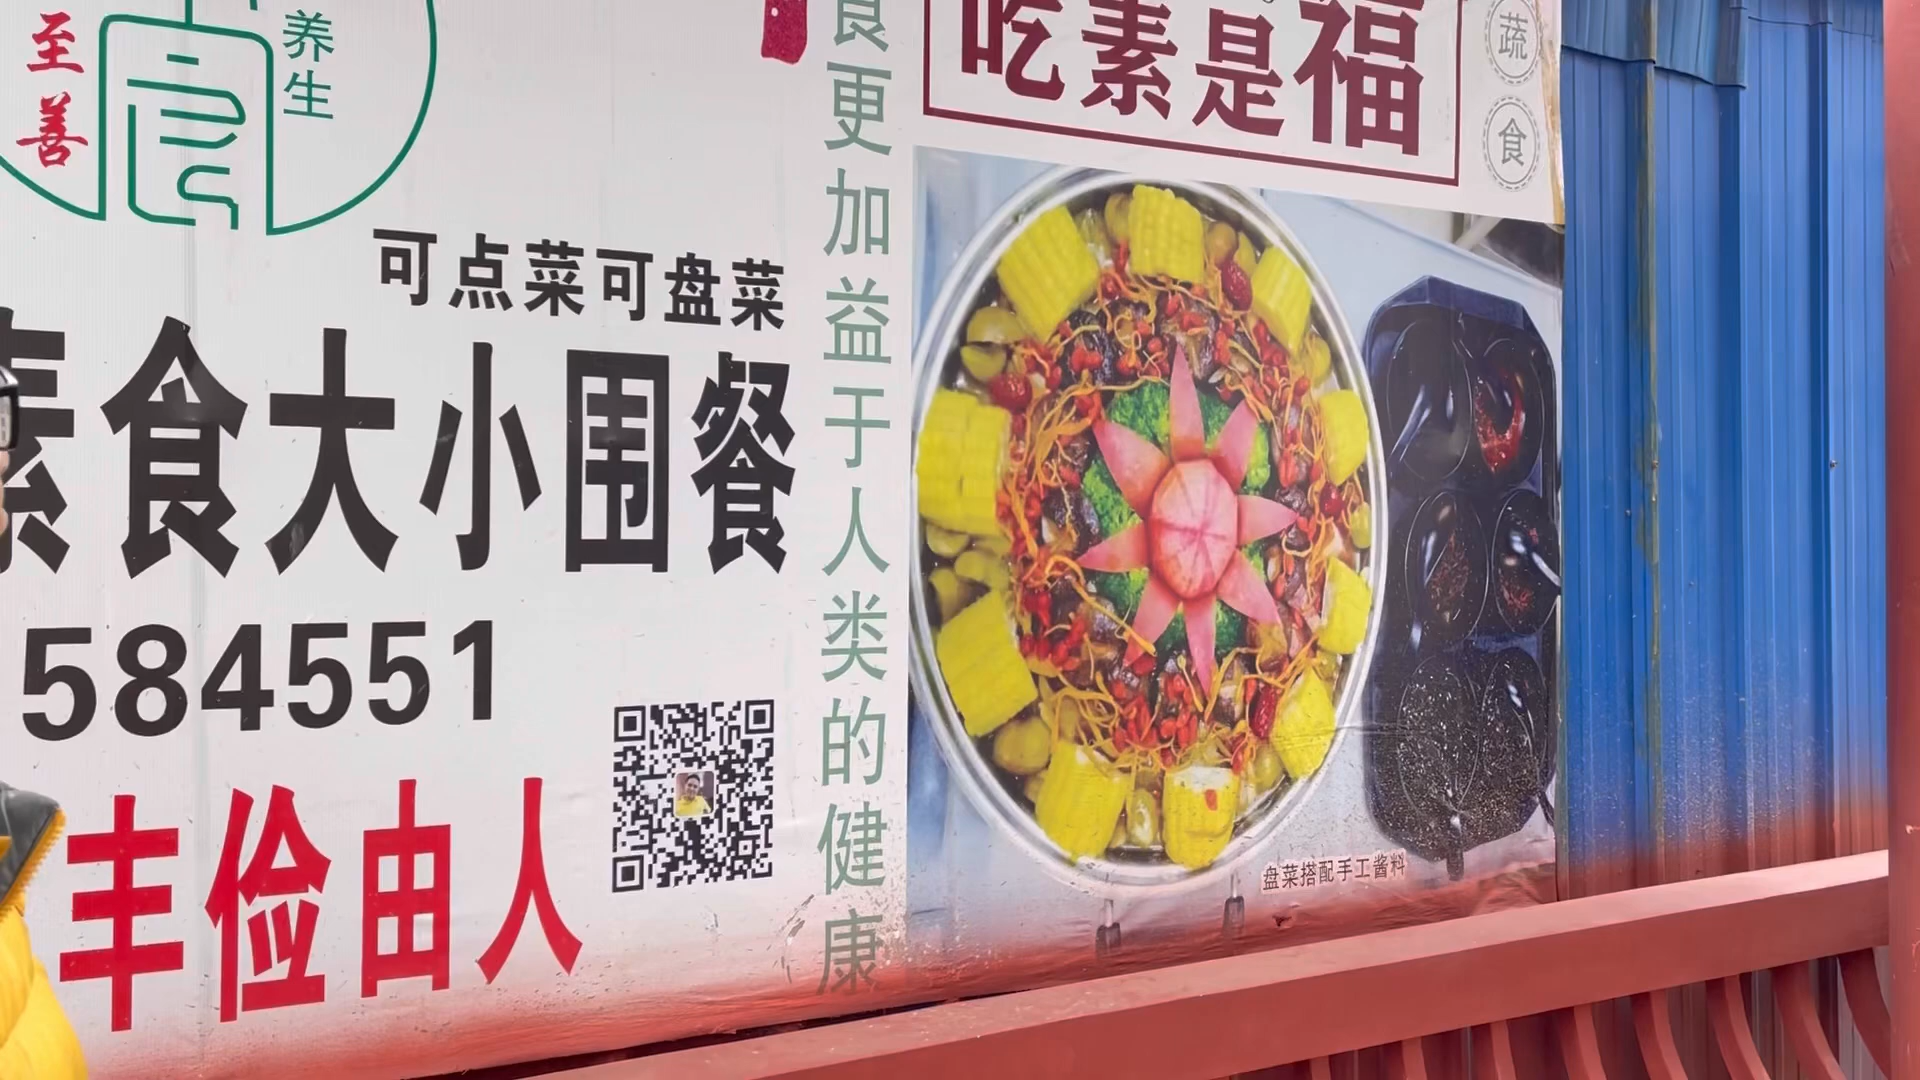 至善
养生
可点菜可盘菜
素食大小围餐
584551
丰俭由人
食更加益于人类的健康
吃素是福
蔬食
盘菜搭配手工酱料